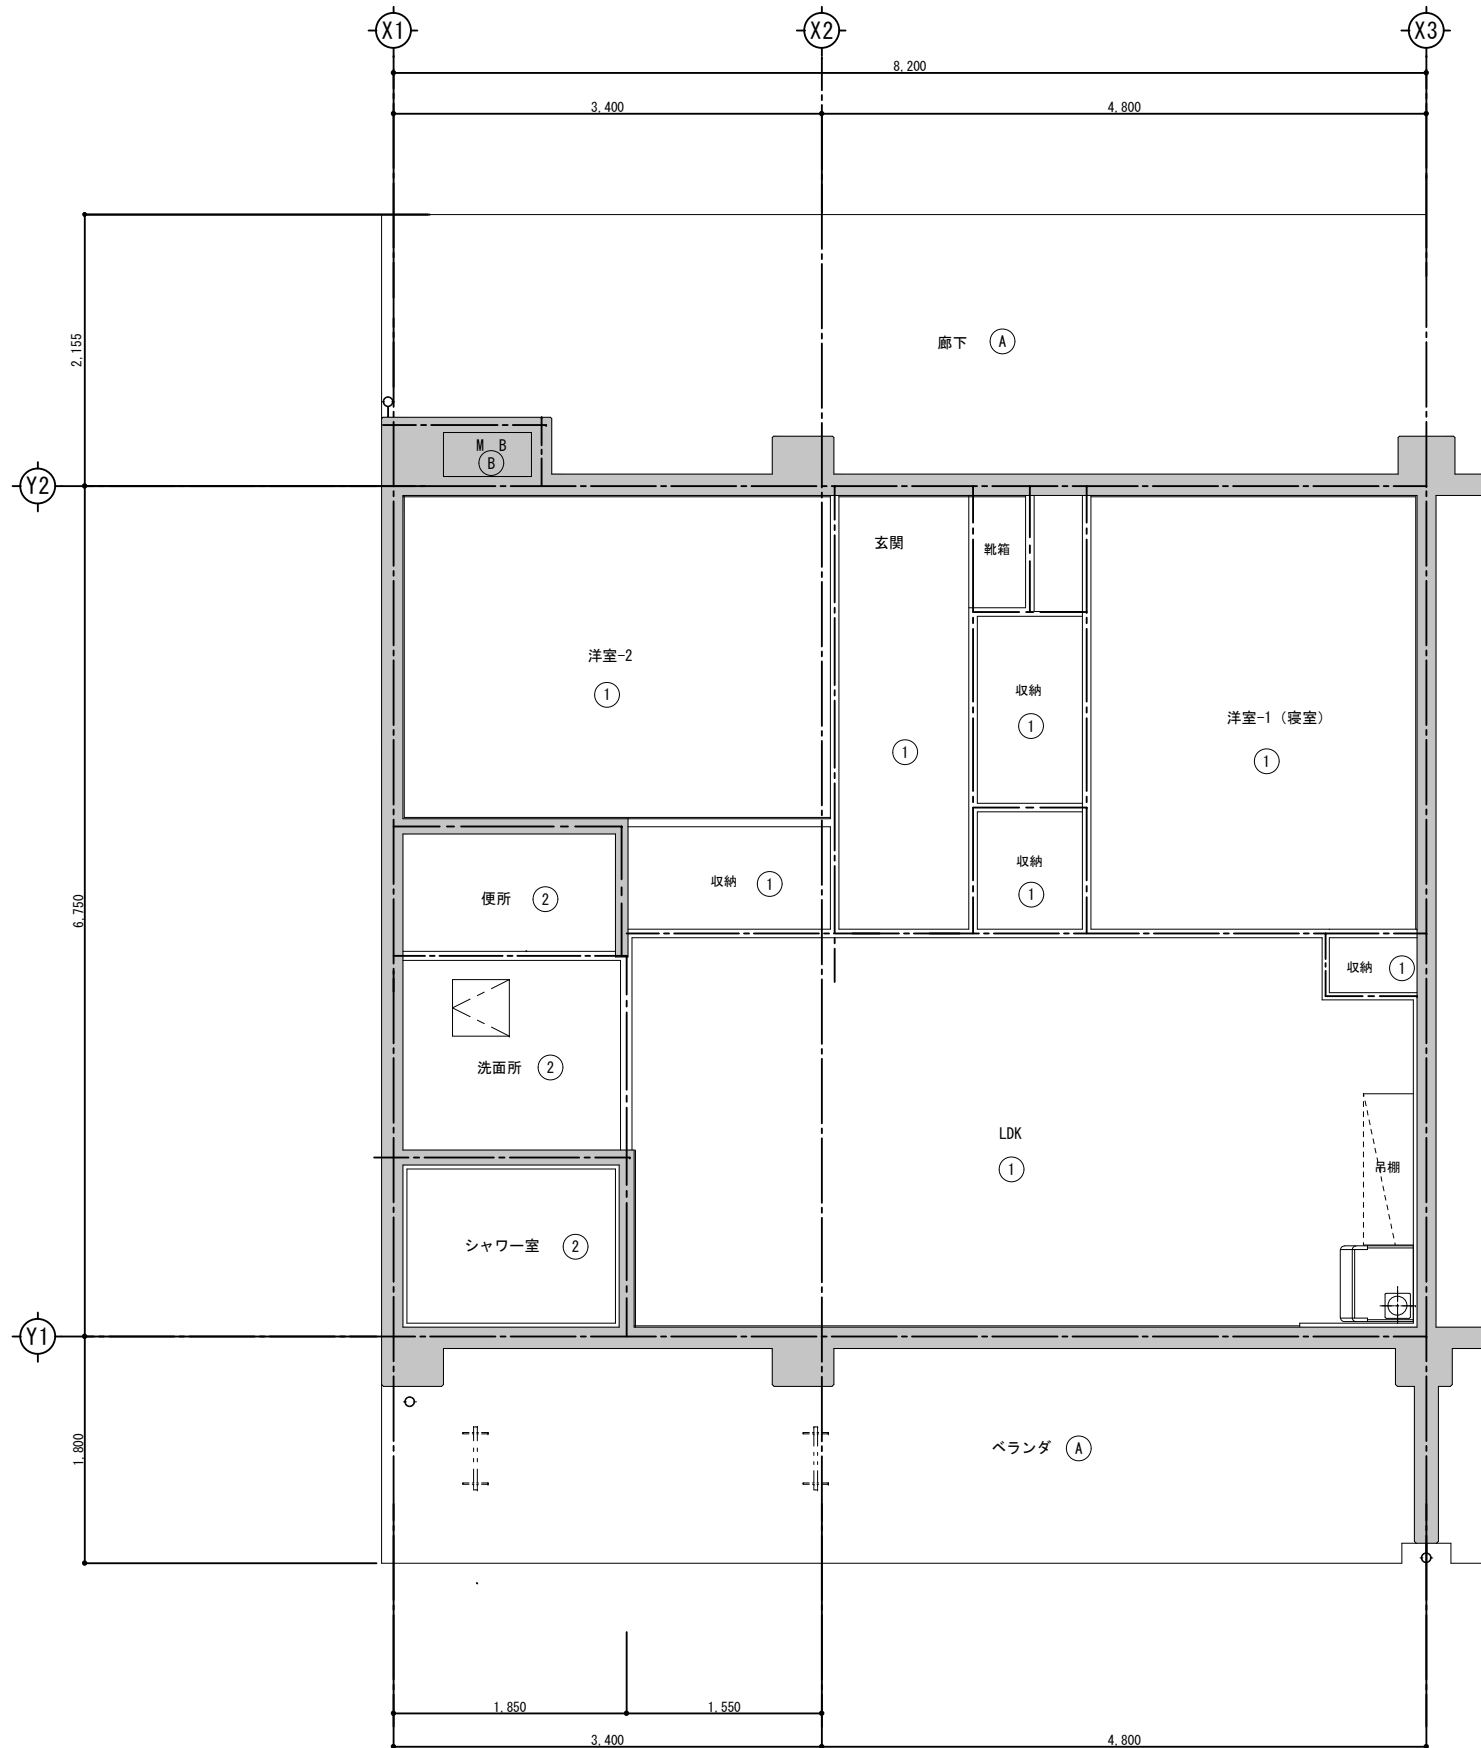 X1 X2 X3
8,200
3,400 4,800
2,155
廊下 A
M B
B
Y2
玄関 靴箱
洋室-2
1
収納
1
洋室-1（寝室）
1
1
収納
1
収納 1
便所 2
6,750
収納 1
洗面所 2
LDK
1
吊棚
シャワー室 2
Y1
ベランダ A
1,800
1,850 1,550
3,400 4,800